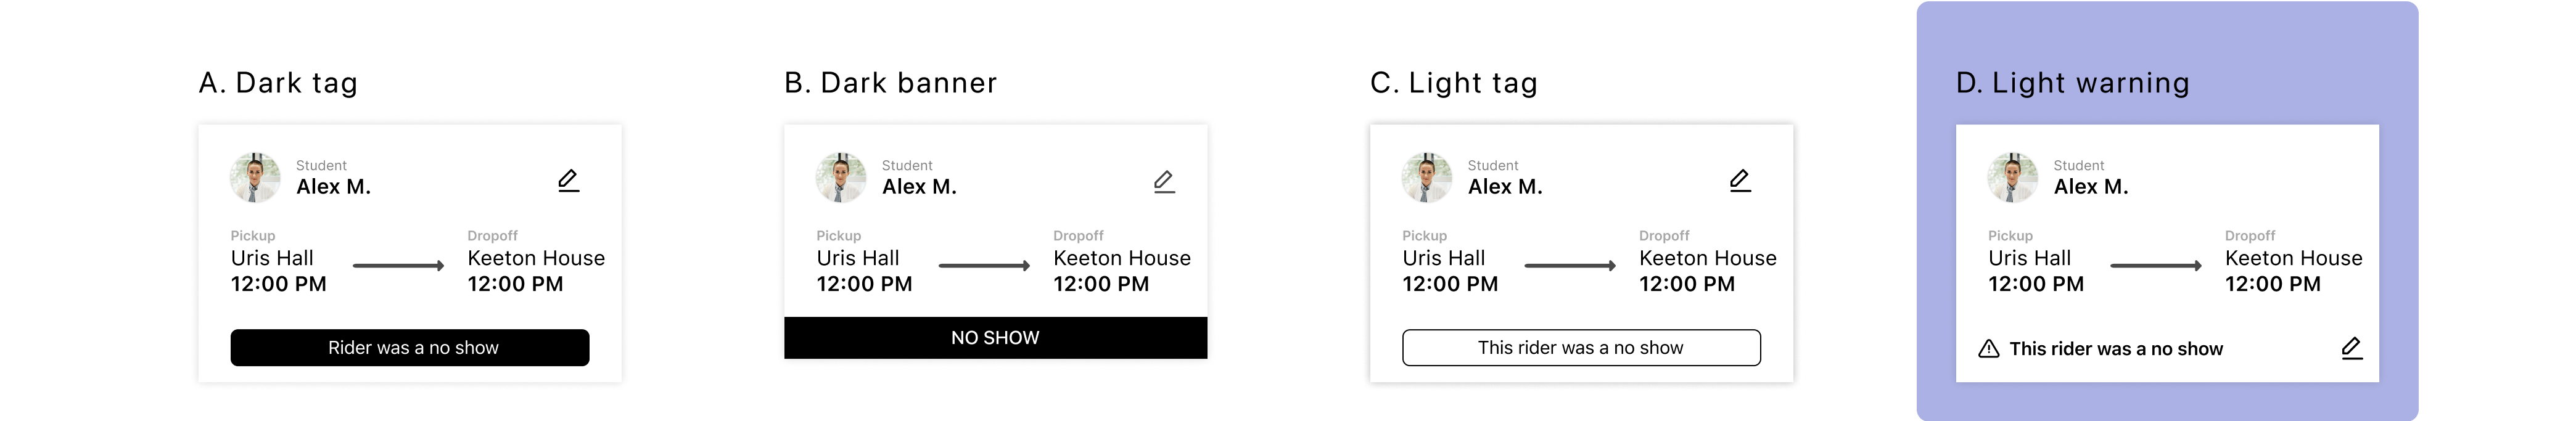 A. Dark tag
Student
Alex M.
Pickup
Uris Hall
12:00 PM
Dropoff
Keeton House
12:00 PM
Rider was a no show
B. Dark banner
Student
Alex M.
Pickup
Uris Hall
12:00 PM
Dropoff
Keeton House
12:00 PM
NO SHOW
C. Light tag
Student
Alex M.
Pickup
Uris Hall
12:00 PM
Dropoff
Keeton House
12:00 PM
This rider was a no show
D. Light warning
Student
Alex M.
Pickup
Uris Hall
12:00 PM
Dropoff
Keeton House
12:00 PM
This rider was a no show